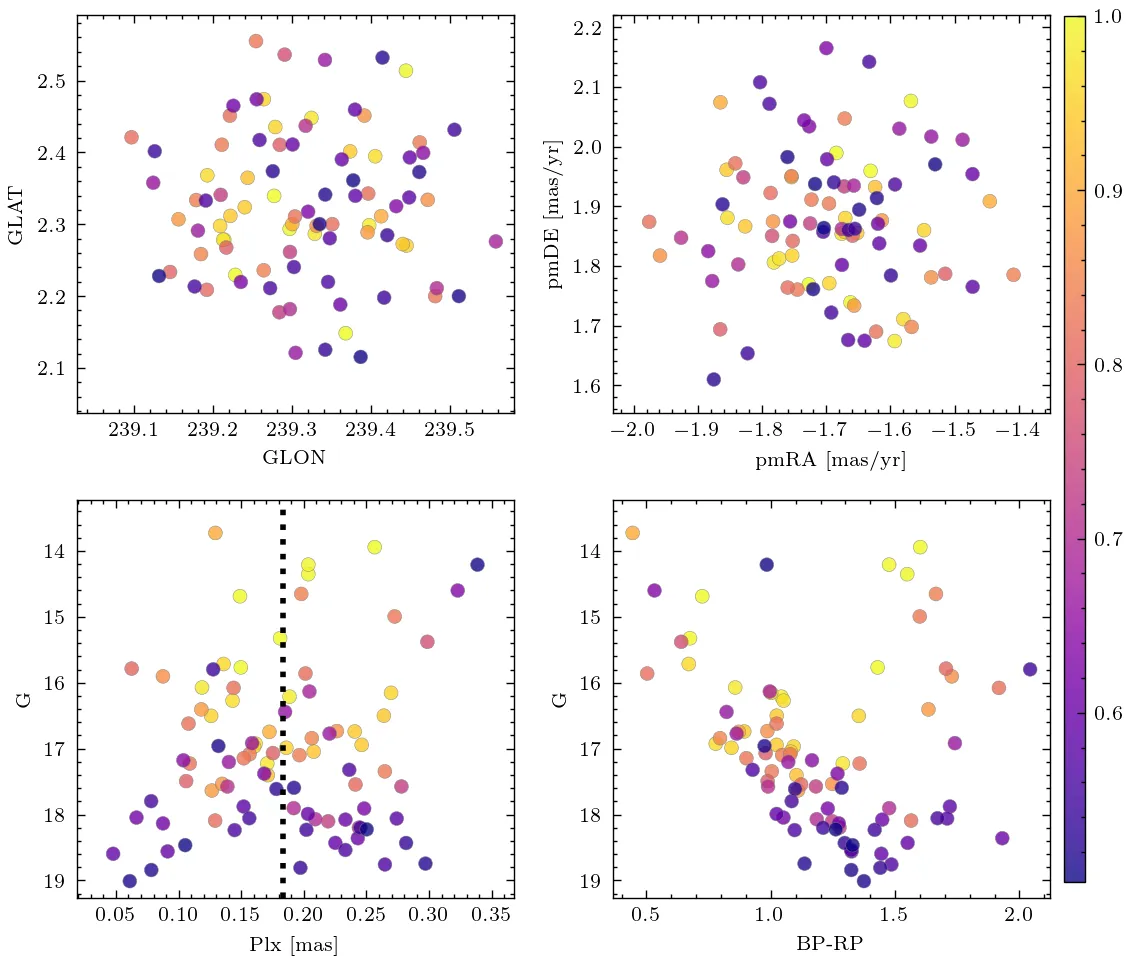 2.5
2.4
2.3
2.2
2.1
GLAT
239.1 239.2 239.3 239.4 239.5
GLON
2.2
2.1
2.0
1.9
1.8
1.7
1.6
pmDE [mas/yr]
−2.0 −1.9 −1.8 −1.7 −1.6 −1.5 −1.4
pmRA [mas/yr]
1.0
0.9
0.8
0.7
0.6
14
15
16
17
18
19
G
0.05 0.10 0.15 0.20 0.25 0.30 0.35
Plx [mas]
14
15
16
17
18
19
G
0.5 1.0 1.5 2.0
BP-RP